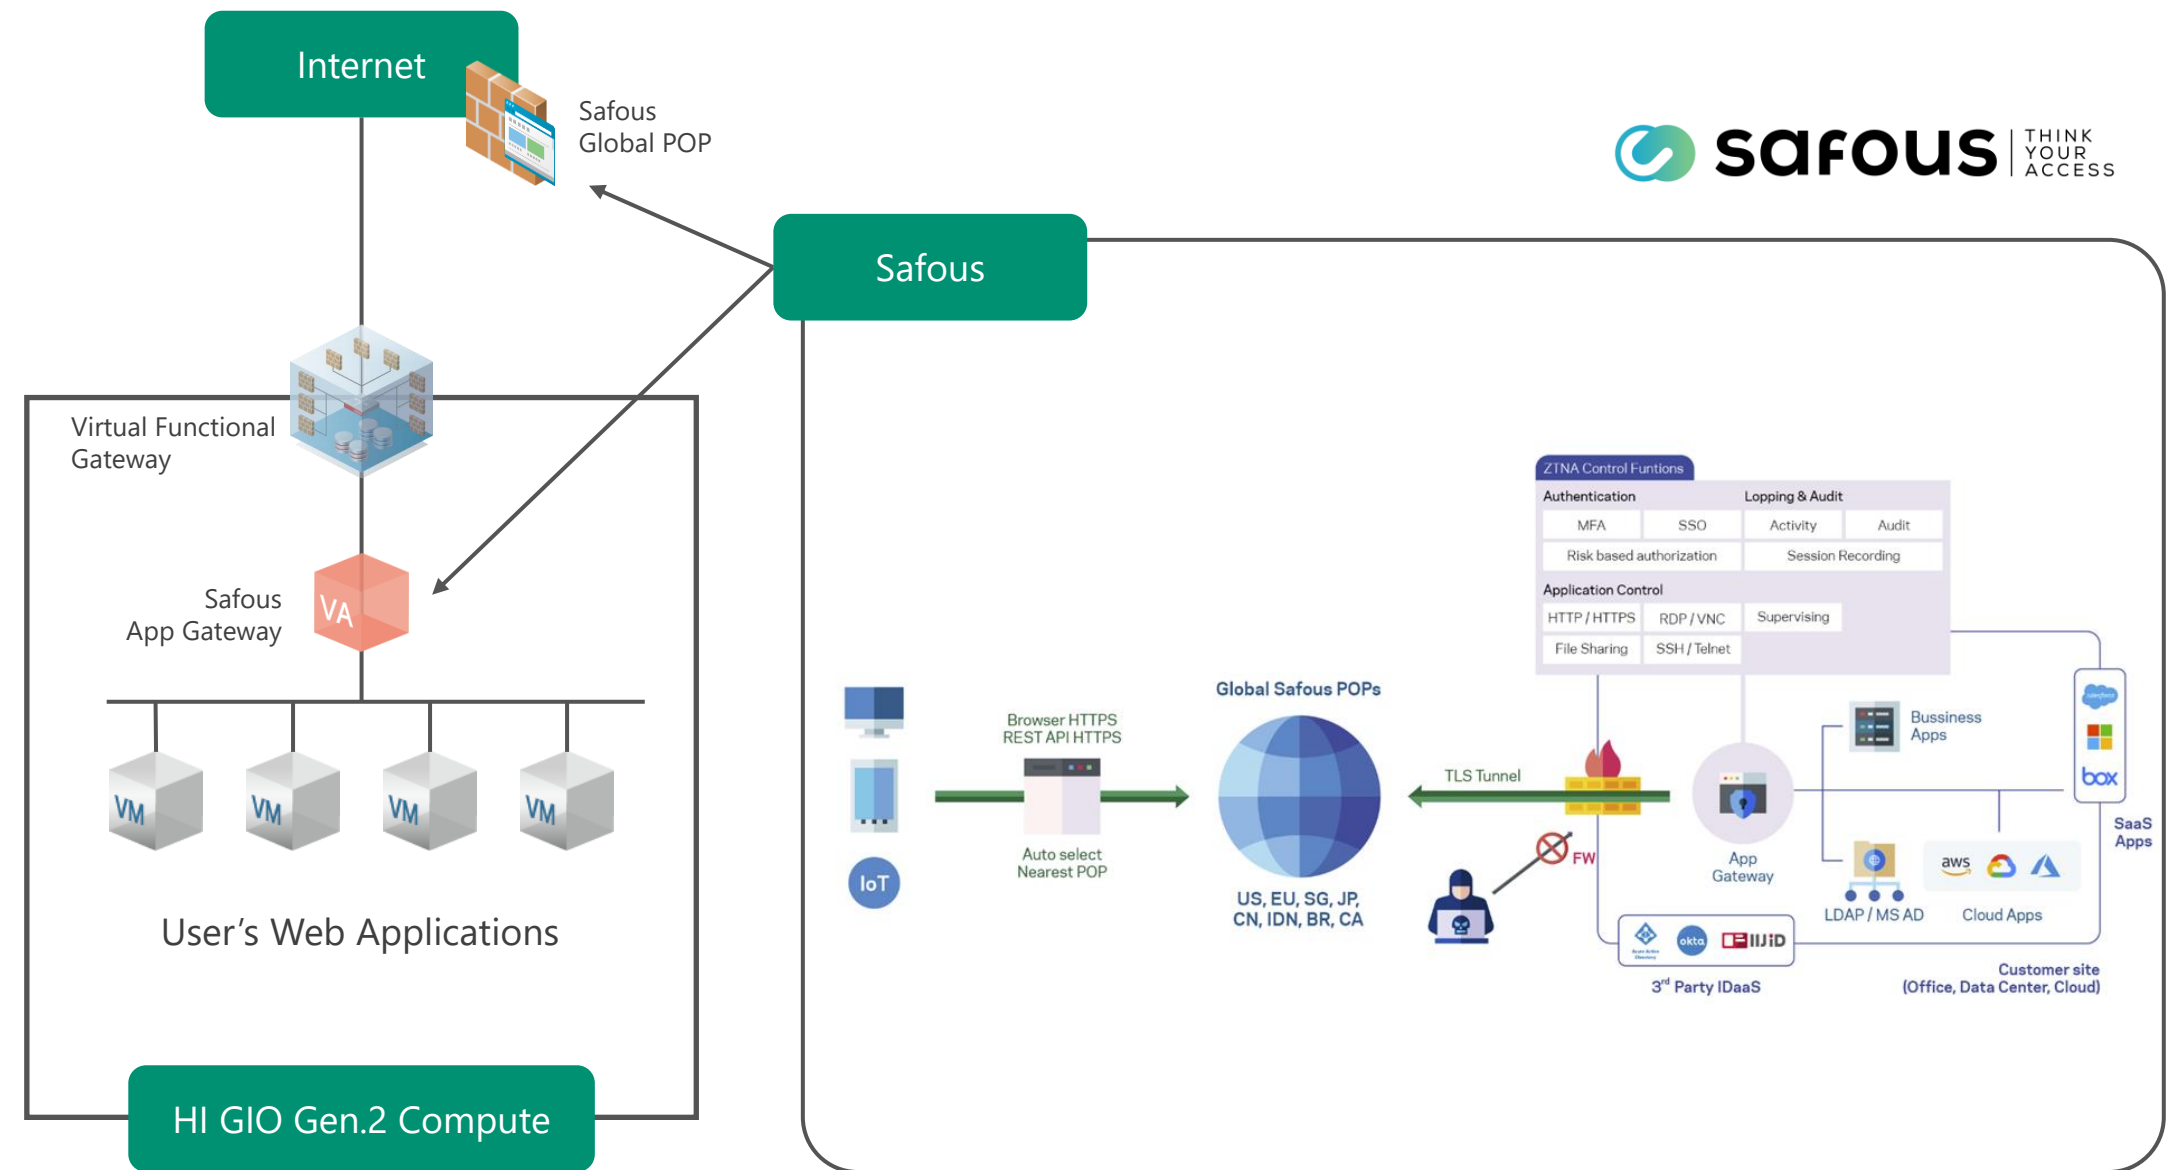 Internet
Safous
Global POP
safous
THINK
YOUR
ACCESS
Safous
Virtual Functional
Gateway
Safous
App Gateway
VA
VM
VM
VM
VM
User's Web Applications
HI GIO Gen.2 Compute
ZTNA Control Funtions
Authentication
Lopping & Audit
MFA
SSO
Activity
Audit
Risk based authorization
Session Recording
Application Control
HTTP / HTTPS
RDP / VNC
Supervising
File Sharing
SSH / Telnet
Browser HTTPS
REST API HTTPS
Auto select
Nearest POP
IoT
Global Safous POPs
US, EU, SG, JP,
CN, IDN, BR, CA
TLS Tunnel
FW
App
Gateway
Bussiness
Apps
LDAP / MS AD
aws
Cloud Apps
salesforce
box
SaaS
Apps
Azure Active
Directory
okta
IIJiD
3rd Party IDaaS
Customer site
(Office, Data Center, Cloud)